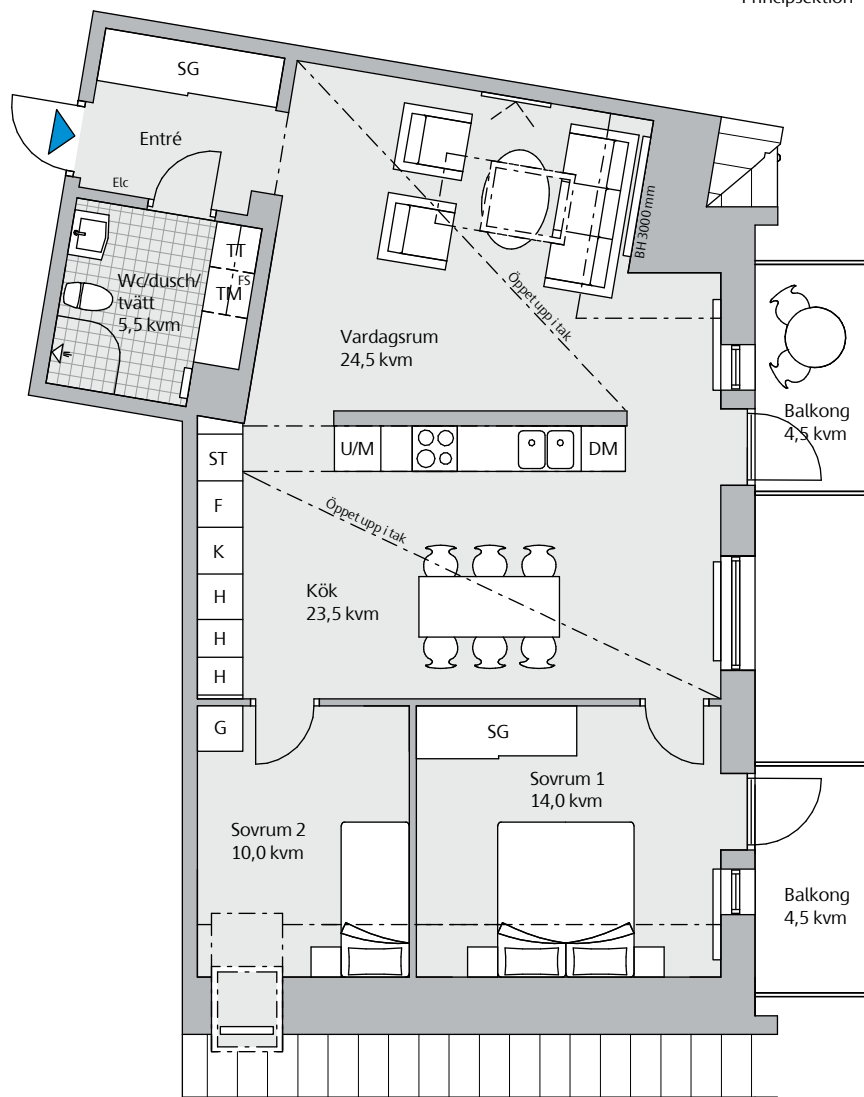 Principsektion
SG
Entré
Elc
TT
FS
TM
Wc/dusch/
tvätt
5,5 kvm
BH 3000 mm
Öppet upp i tak
Vardagsrum
24,5 kvm
Balkong
4,5 kvm
U/M
DM
ST
F
K
H
H
H
Öppet upp i tak
Kök
23,5 kvm
G
SG
Sovrum 1
14,0 kvm
Sovrum 2
10,0 kvm
Balkong
4,5 kvm